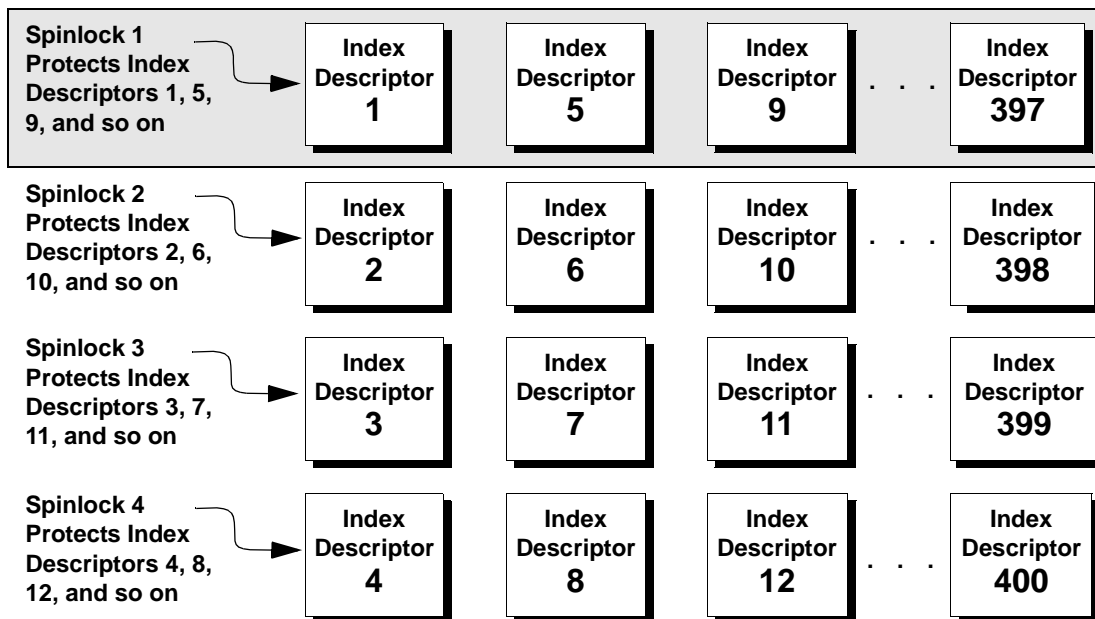 Spinlock 1
Protects Index
Descriptors 1, 5,
9, and so on
Index
Descriptor
1
Index
Descriptor
5
Index
Descriptor
9
. . .
Index
Descriptor
397
Spinlock 2
Protects Index
Descriptors 2, 6,
10, and so on
Index
Descriptor
2
Index
Descriptor
6
Index
Descriptor
10
. . .
Index
Descriptor
398
Spinlock 3
Protects Index
Descriptors 3, 7,
11, and so on
Index
Descriptor
3
Index
Descriptor
7
Index
Descriptor
11
. . .
Index
Descriptor
399
Spinlock 4
Protects Index
Descriptors 4, 8,
12, and so on
Index
Descriptor
4
Index
Descriptor
8
Index
Descriptor
12
. . .
Index
Descriptor
400